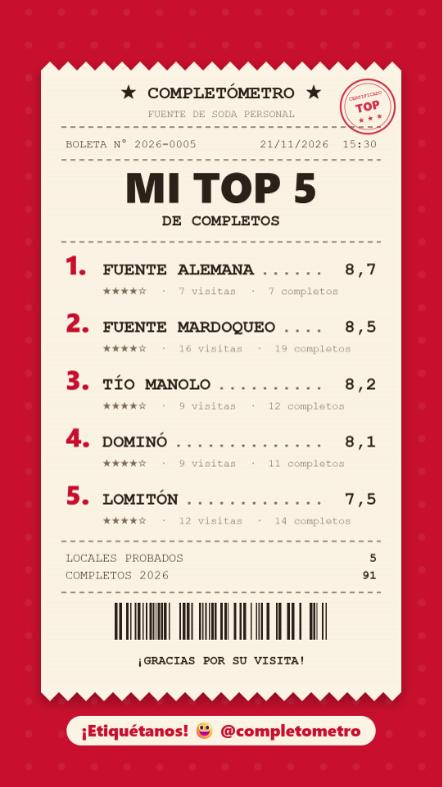 ★ COMPLETÓMETRO ★
FUENTE DE SODA PERSONAL
CERTIFICADO
TOP
★ ★ ★
BOLETA N° 2026-0005 21/11/2026 15:30
MI TOP 5
DE COMPLETOS
1. FUENTE ALEMANA ...... 8,7
★★★★☆ · 7 visitas · 7 completos
2. FUENTE MARDOQUEO .... 8,5
★★★★☆ · 16 visitas · 19 completos
3. TÍO MANOLO .......... 8,2
★★★★☆ · 9 visitas · 12 completos
4. DOMINÓ ............. 8,1
★★★★☆ · 9 visitas · 11 completos
5. LOMITÓN ............ 7,5
★★★★☆ · 12 visitas · 14 completos
LOCALES PROBADOS 5
COMPLETOS 2026 91
¡GRACIAS POR SU VISITA!
¡Etiquétanos! 😀 @completometro